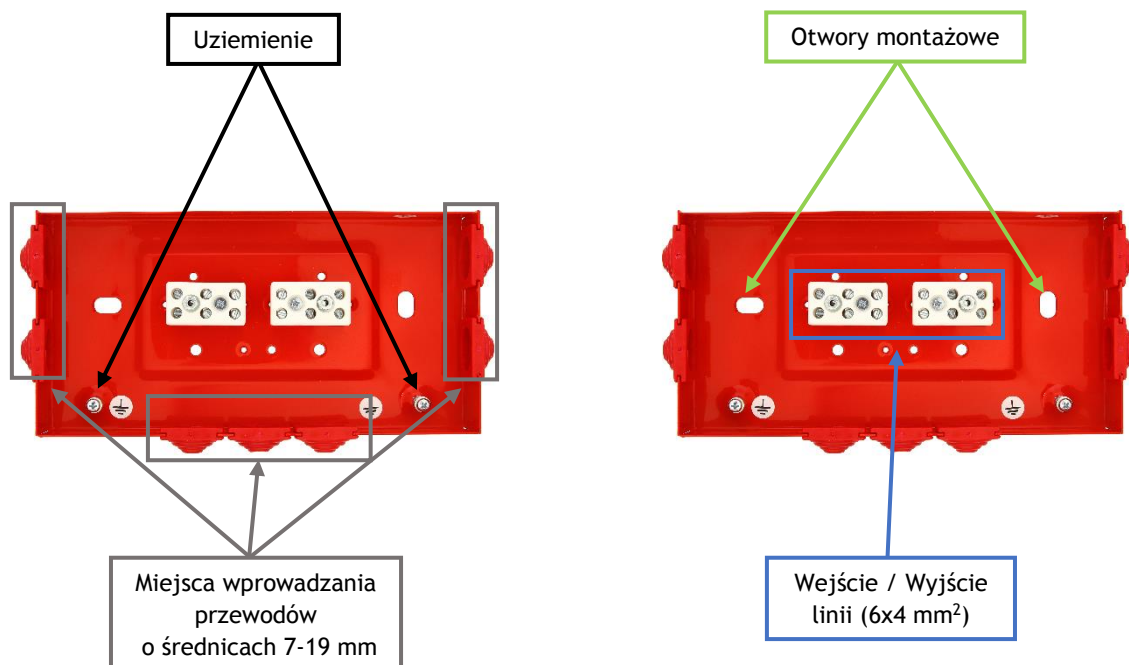 Uziemienie
Otwory montażowe
Miejsca wprowadzania
przewodów
o średnicach 7-19 mm
Wejście / Wyjście
linii (6x4 mm²)